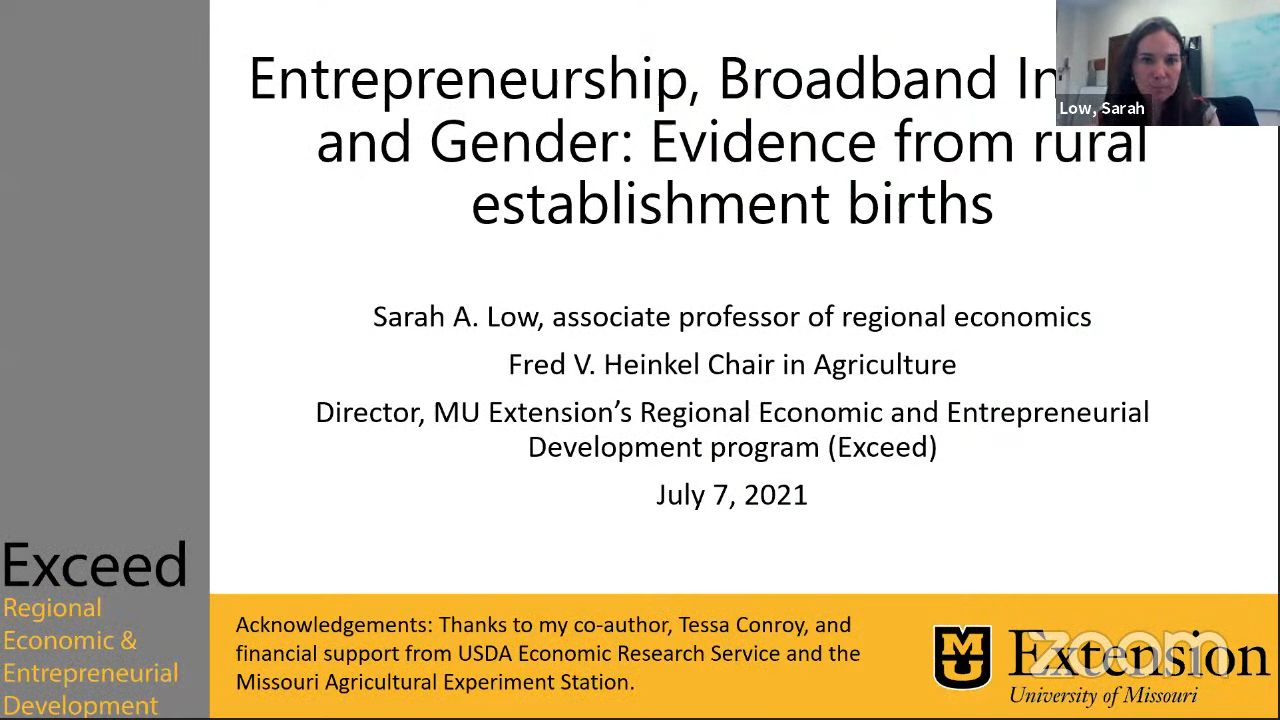 Entrepreneurship, Broadband
and Gender: Evidence from rural
establishment births
Low, Sarah
Sarah A. Low, associate professor of regional economics
Fred V. Heinkel Chair in Agriculture
Director, MU Extension’s Regional Economic and Entrepreneurial
Development program (Exceed)
July 7, 2021
Exceed
Regional
Economic &
Entrepreneurial
Development
Acknowledgements: Thanks to my co-author, Tessa Conroy, and
financial support from USDA Economic Research Service and the
Missouri Agricultural Experiment Station.
MU
Extension
University of Missouri
zoom